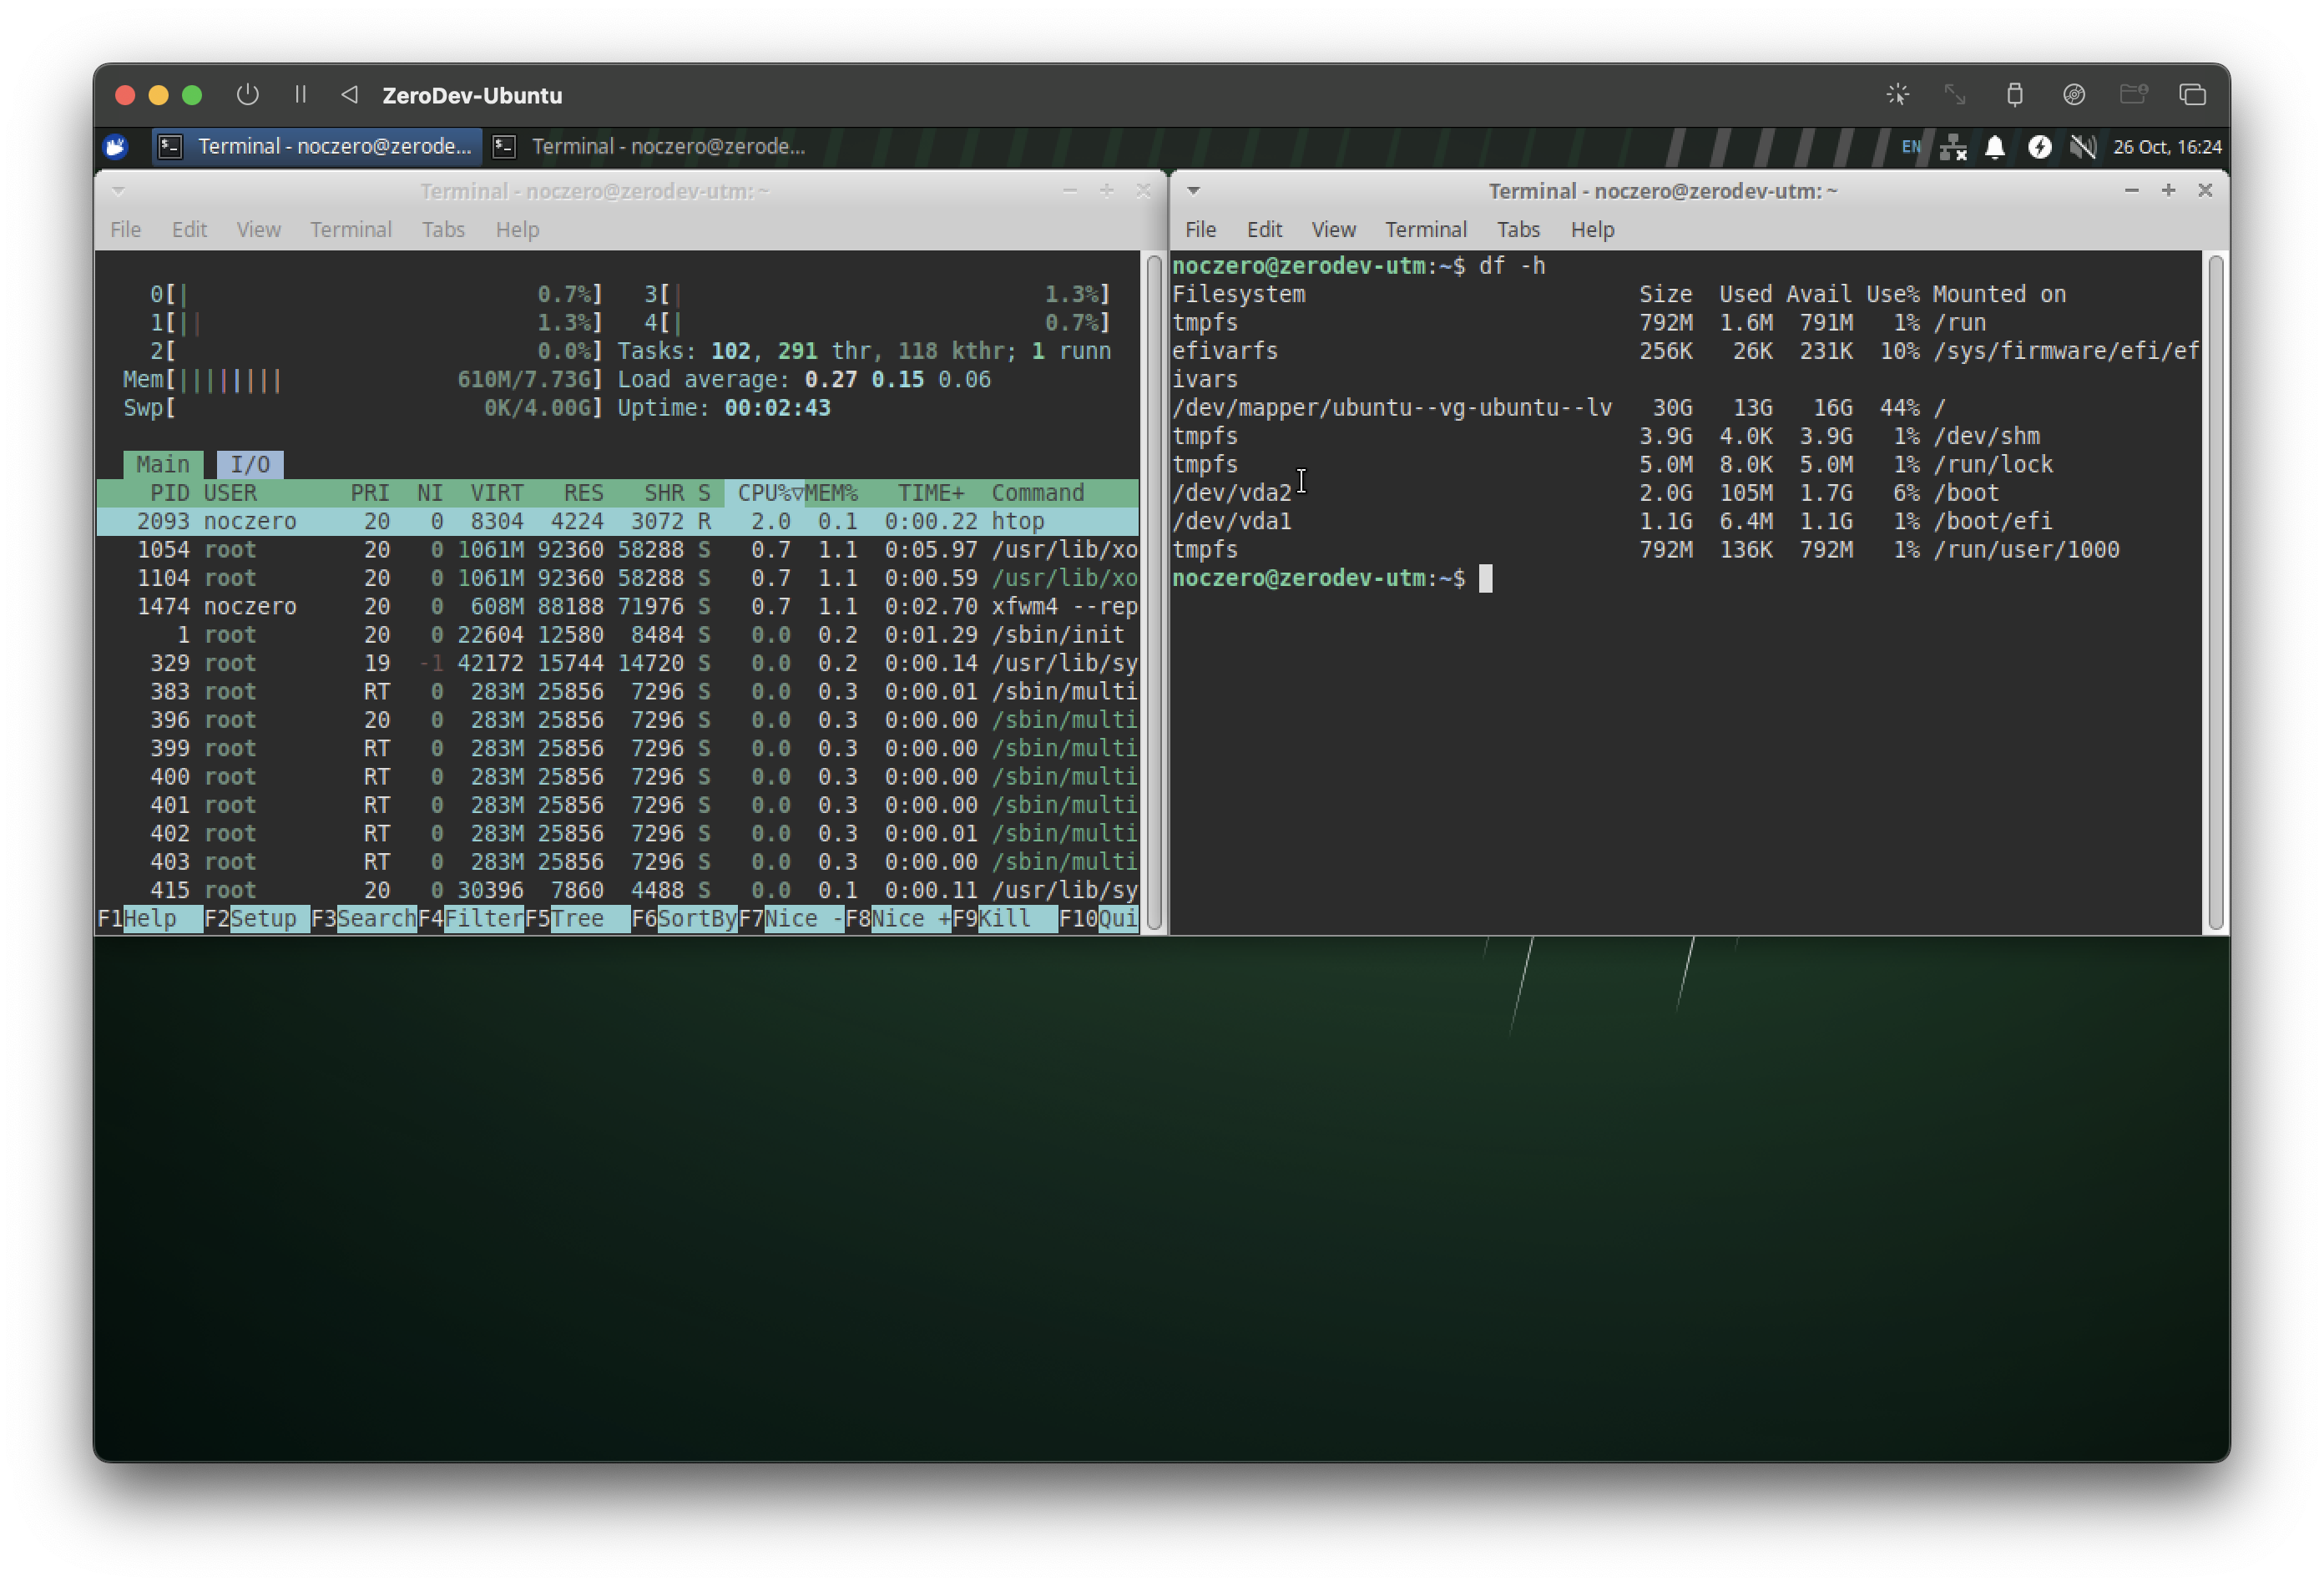 ZeroDev-Ubuntu
Terminal - noczero@zerode...
Terminal - noczero@zerode...
EN
26 Oct, 16:24
Terminal - noczero@zerodev-utm: ~
File Edit View Terminal Tabs Help
0[| 0.7%] 3[| 1.3%]
1[|| 1.3%] 4[| 0.7%]
2[ 0.0%] Tasks: 102, 291 thr, 118 kthr; 1 runn
Mem[|||||||| 610M/7.73G] Load average: 0.27 0.15 0.06
Swp[ 0K/4.00G] Uptime: 00:02:43
Main I/O
PID USER PRI NI VIRT RES SHR S CPU%▽MEM% TIME+ Command
2093 noczero 20 0 8304 4224 3072 R 2.0 0.1 0:00.22 htop
1054 root 20 0 1061M 92360 58288 S 0.7 1.1 0:05.97 /usr/lib/xo
1104 root 20 0 1061M 92360 58288 S 0.7 1.1 0:00.59 /usr/lib/xo
1474 noczero 20 0 608M 88188 71976 S 0.7 1.1 0:02.70 xfwm4 --rep
1 root 20 0 22604 12580 8484 S 0.0 0.2 0:01.29 /sbin/init
329 root 19 -1 42172 15744 14720 S 0.0 0.2 0:00.14 /usr/lib/sy
383 root RT 0 283M 25856 7296 S 0.0 0.3 0:00.01 /sbin/multi
396 root 20 0 283M 25856 7296 S 0.0 0.3 0:00.00 /sbin/multi
399 root RT 0 283M 25856 7296 S 0.0 0.3 0:00.00 /sbin/multi
400 root RT 0 283M 25856 7296 S 0.0 0.3 0:00.00 /sbin/multi
401 root RT 0 283M 25856 7296 S 0.0 0.3 0:00.00 /sbin/multi
402 root RT 0 283M 25856 7296 S 0.0 0.3 0:00.01 /sbin/multi
403 root RT 0 283M 25856 7296 S 0.0 0.3 0:00.00 /sbin/multi
415 root 20 0 30396 7860 4488 S 0.0 0.1 0:00.11 /usr/lib/sy
F1Help F2Setup F3SearchF4FilterF5Tree F6SortByF7Nice -F8Nice +F9Kill F10Qui
Terminal - noczero@zerodev-utm: ~
File Edit View Terminal Tabs Help
noczero@zerodev-utm:~$ df -h
Filesystem Size Used Avail Use% Mounted on
tmpfs 792M 1.6M 791M 1% /run
efivarfs 256K 26K 231K 10% /sys/firmware/efi/ef
ivars
/dev/mapper/ubuntu--vg-ubuntu--lv 30G 13G 16G 44% /
tmpfs 3.9G 4.0K 3.9G 1% /dev/shm
tmpfs 5.0M 8.0K 5.0M 1% /run/lock
/dev/vda2 2.0G 105M 1.7G 6% /boot
/dev/vda1 1.1G 6.4M 1.1G 1% /boot/efi
tmpfs 792M 136K 792M 1% /run/user/1000
noczero@zerodev-utm:~$